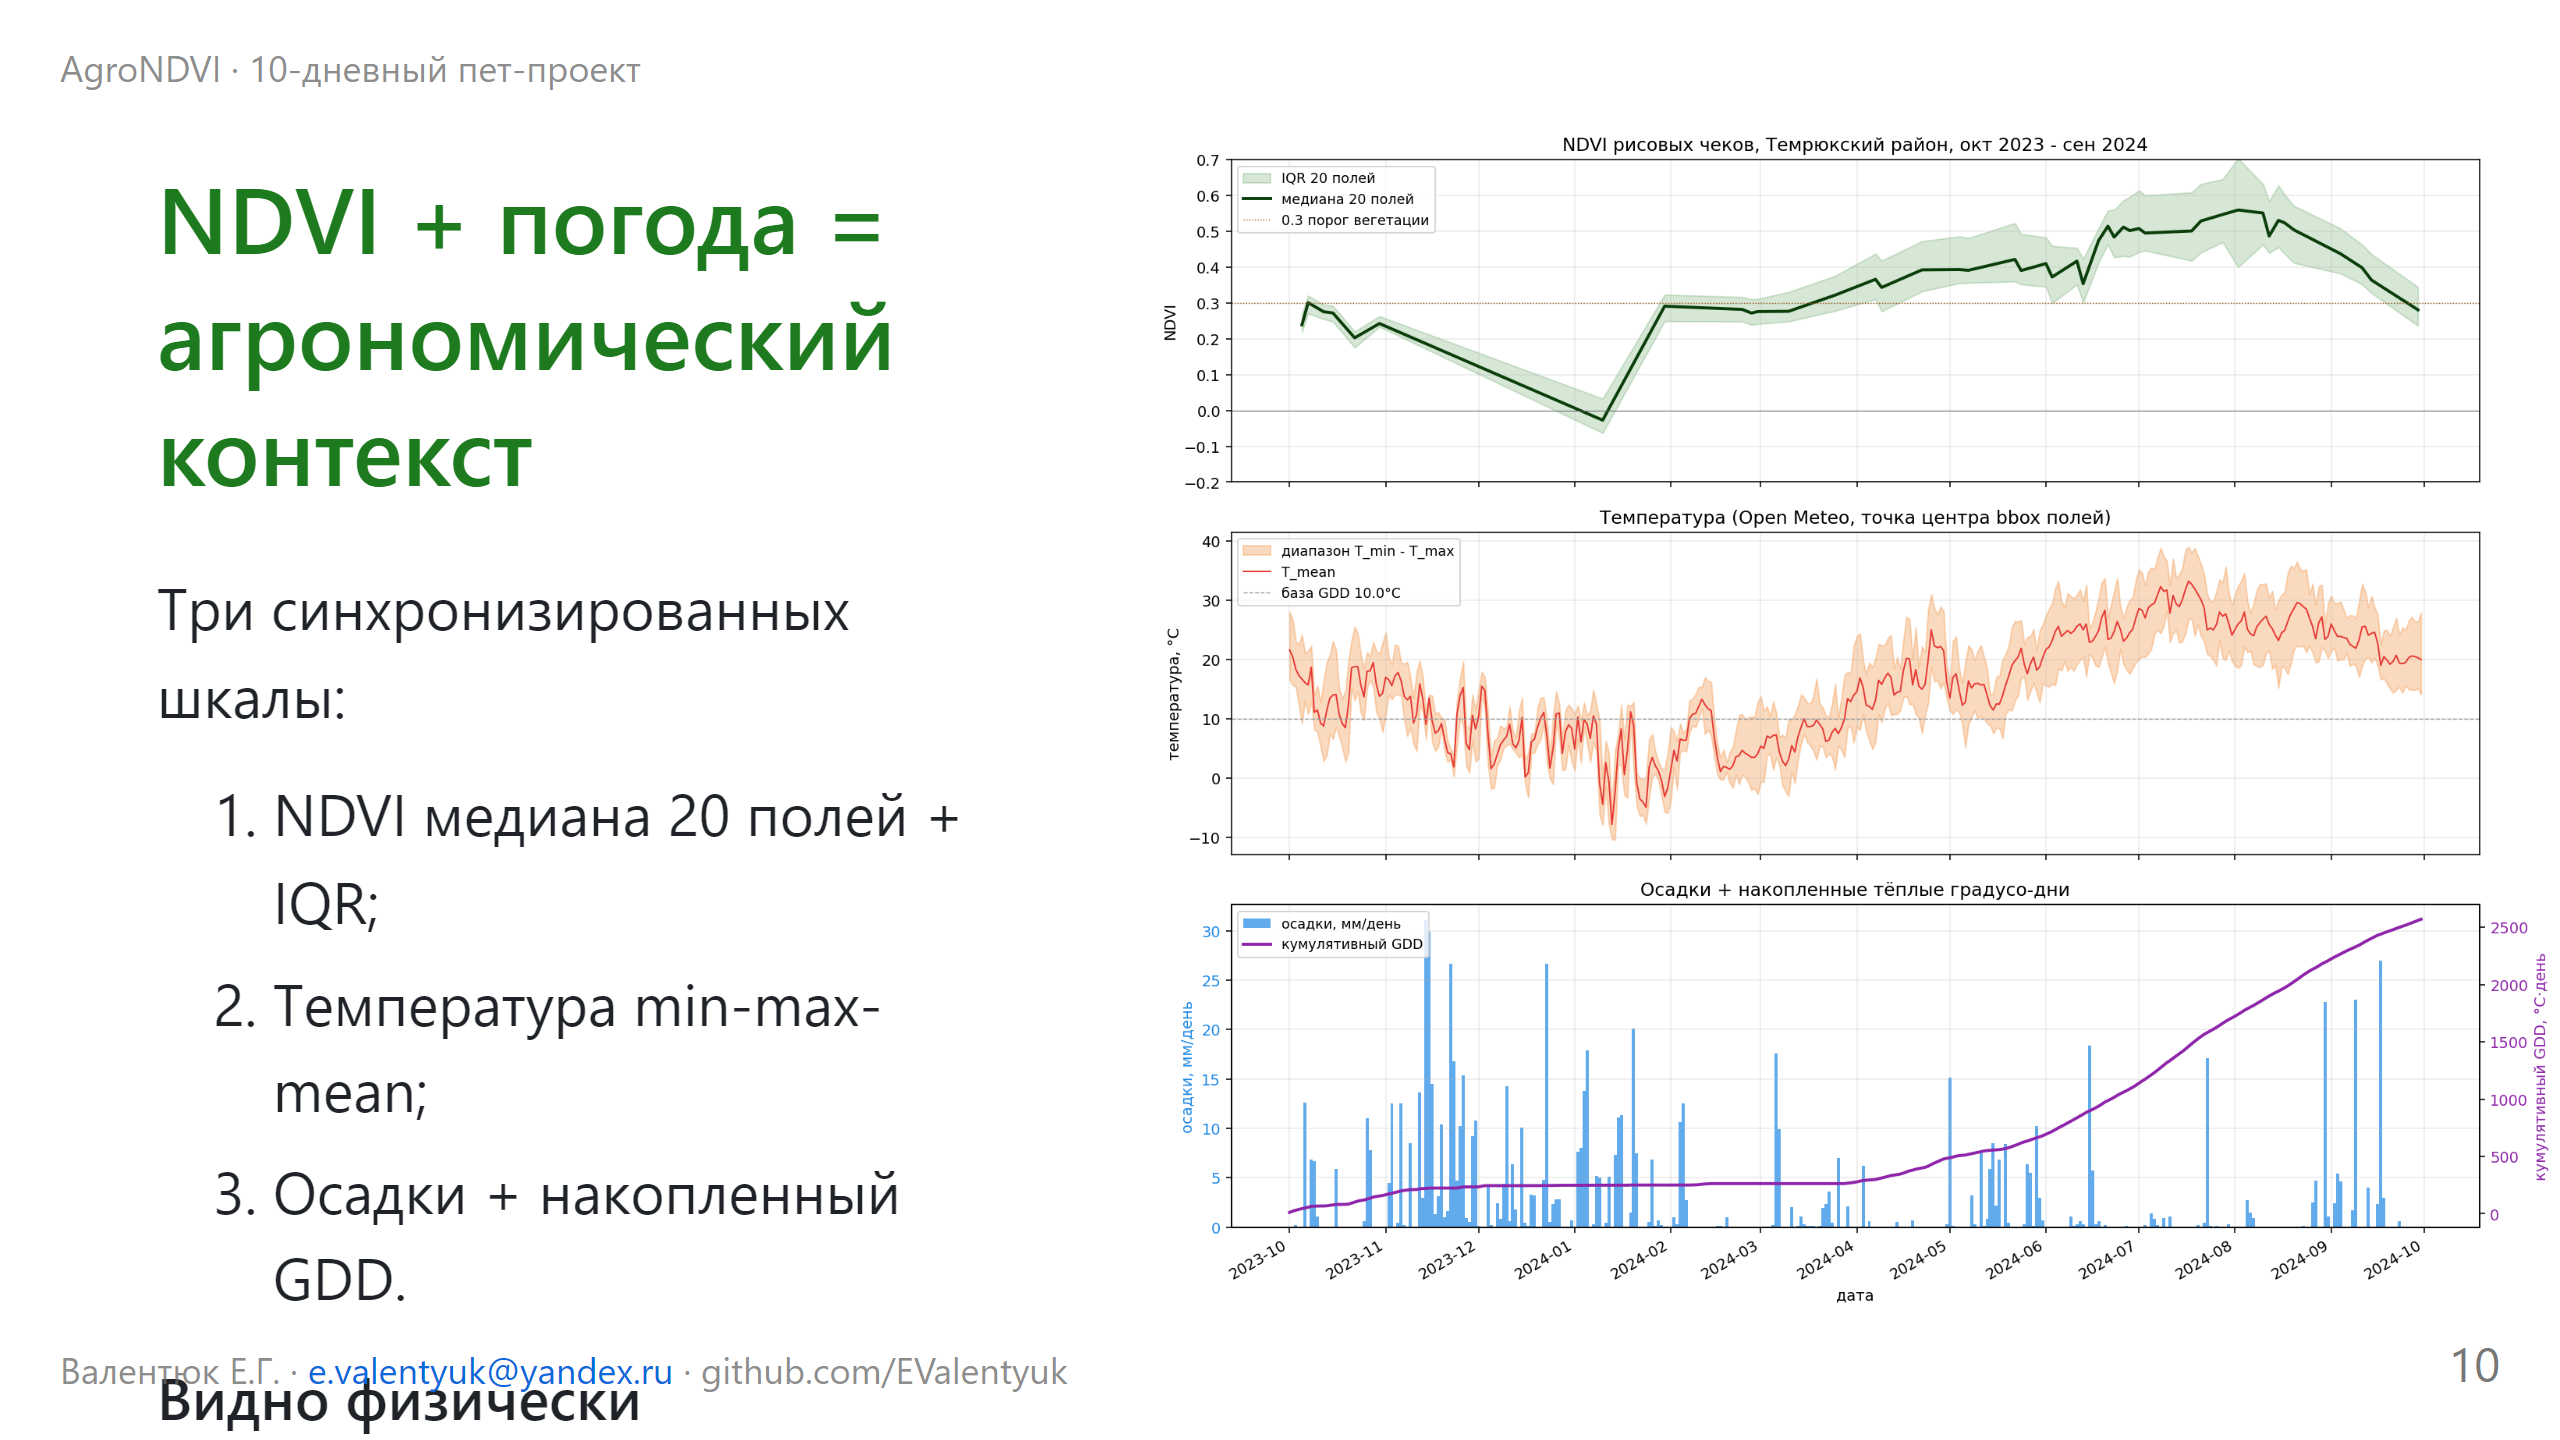 AgroNDVI · 10-дневный пет-проект
NDVI + погода =
агрономический
контекст
Три синхронизированных
шкалы:
1. NDVI медиана 20 полей +
IQR;
2. Температура min-max-
mean;
3. Осадки + накопленный
GDD.
Видно физически
NDVI рисовых чеков, Темрюкский район, окт 2023 - сен 2024
IQR 20 полей
медиана 20 полей
0.3 порог вегетации
NDVI
0.7
0.6
0.5
0.4
0.3
0.2
0.1
0.0
−0.1
−0.2
Температура (Open Meteo, точка центра bbox полей)
диапазон T_min - T_max
T_mean
база GDD 10.0°C
температура, °C
40
30
20
10
0
−10
Осадки + накопленные тёплые градусо-дни
осадки, мм/день
кумулятивный GDD
осадки, мм/день
30
25
20
15
10
5
0
2500
2000
1500
1000
500
0
кумулятивный GDD, °C·день
2023-10
2023-11
2023-12
2024-01
2024-02
2024-03
2024-04
2024-05
2024-06
2024-07
2024-08
2024-09
2024-10
дата
Валентюк Е.Г. · e.valentyuk@yandex.ru · github.com/EValentyuk
10